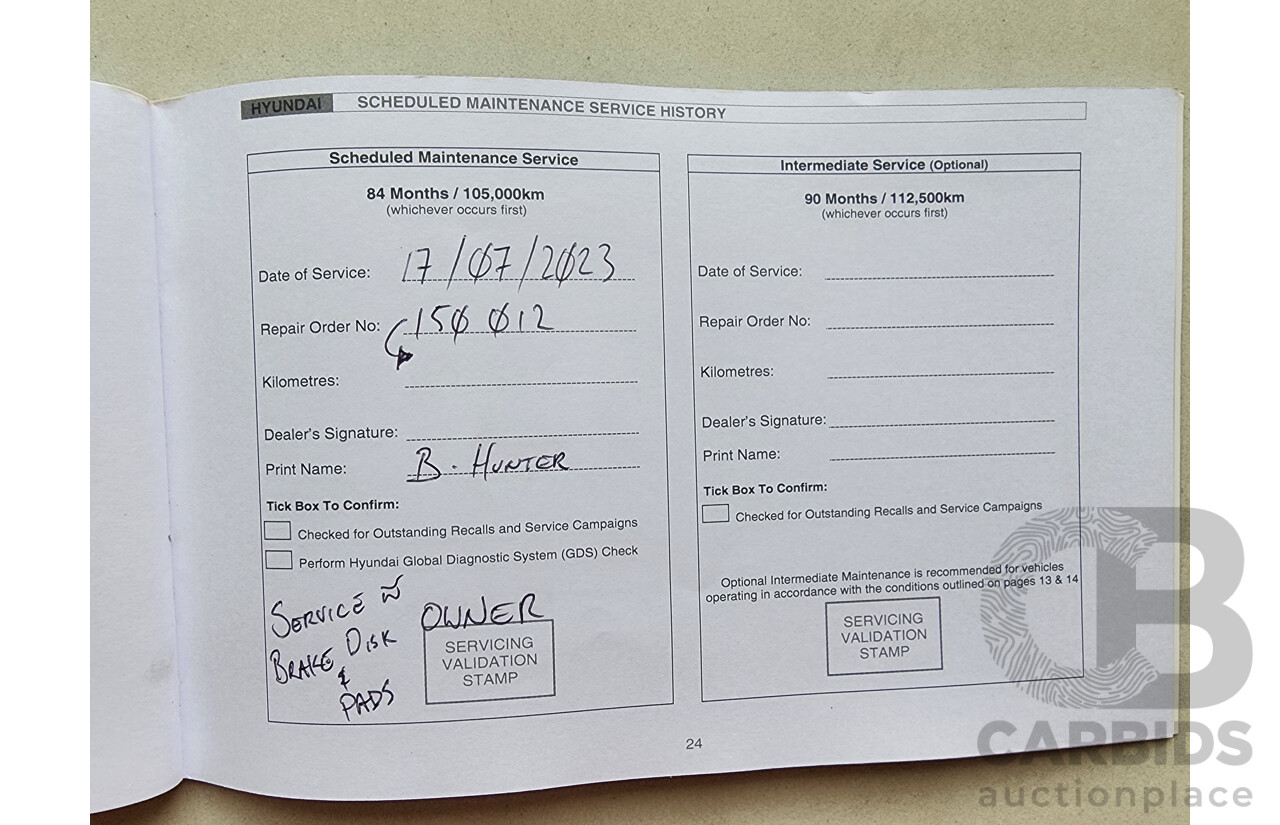 HYUNDAI SCHEDULED MAINTENANCE SERVICE HISTORY
Scheduled Maintenance Service
84 Months / 105,000km
(whichever occurs first)
Date of Service: 17/07/2023
Repair Order No: 150 012
Kilometres:
Dealer's Signature:
Print Name: B. HUNTER
Tick Box To Confirm:
Checked for Outstanding Recalls and Service Campaigns
Perform Hyundai Global Diagnostic System (GDS) Check
SERVICE W
BRAKE DISK
&
PADS
OWNER
SERVICING
VALIDATION
STAMP
Intermediate Service (Optional)
90 Months / 112,500km
(whichever occurs first)
Date of Service:
Repair Order No:
Kilometres:
Dealer's Signature:
Print Name:
Tick Box To Confirm:
Checked for Outstanding Recalls and Service Campaigns
Optional Intermediate Maintenance is recommended for vehicles
operating in accordance with the conditions outlined on pages 13 & 14
SERVICING
VALIDATION
STAMP
24
CB
CARBIDS
auctionplace